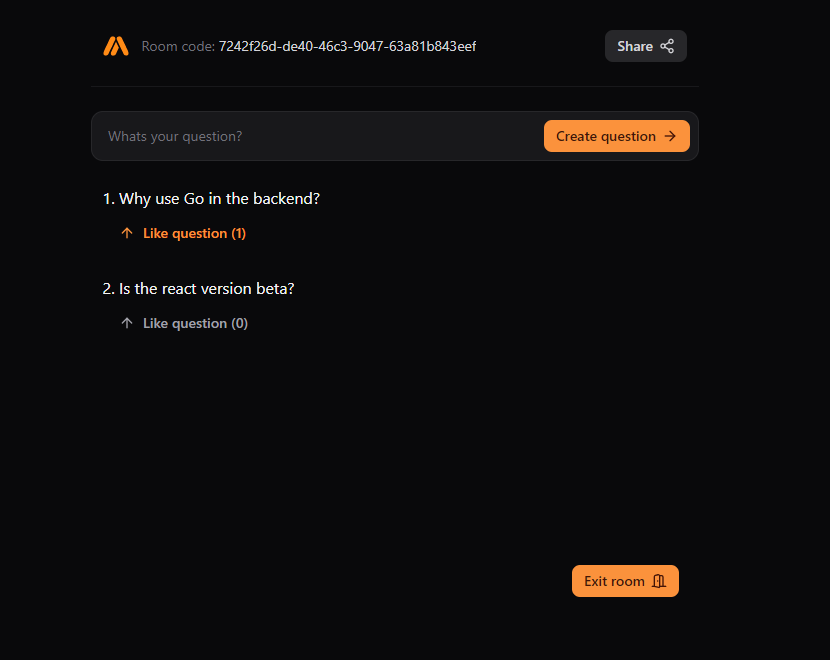 Room code: 7242f26d-de40-46c3-9047-63a81b843eef
Share
Whats your question?
Create question
1. Why use Go in the backend?
Like question (1)
2. Is the react version beta?
Like question (0)
Exit room